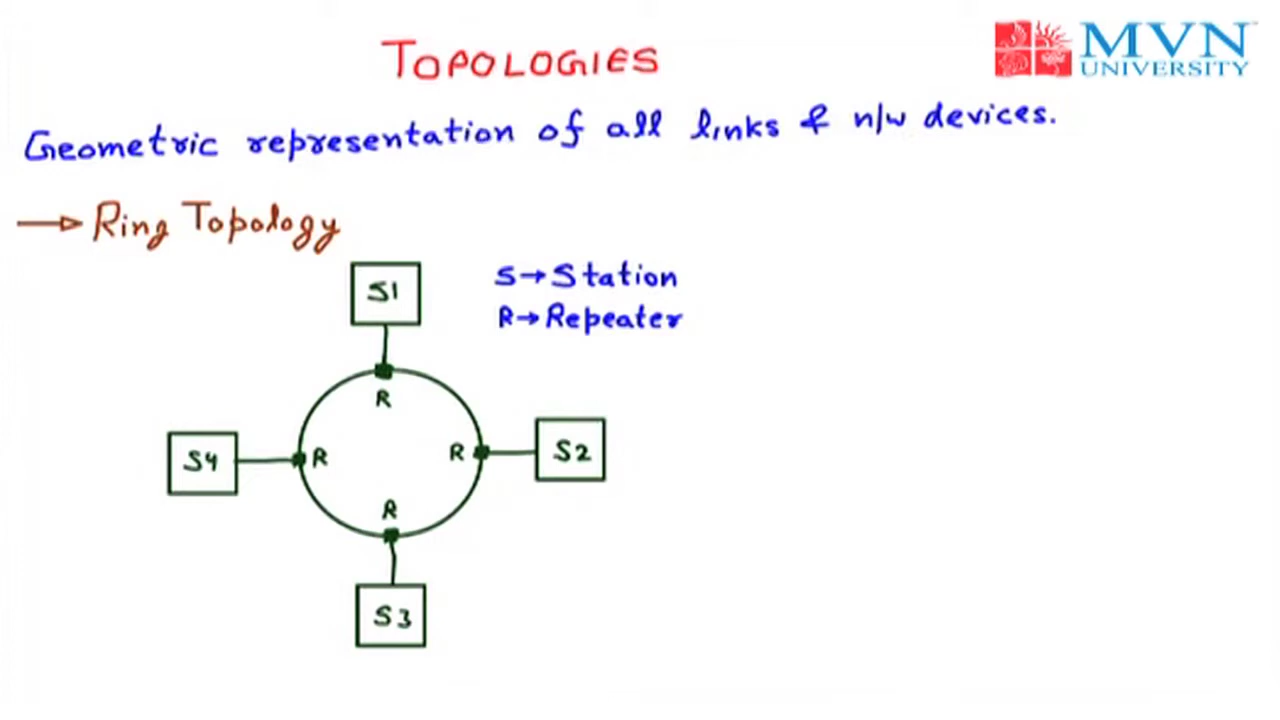 TOPOLOGIES
MVN
UNIVERSITY
Geometric representation of all links & n/w devices.
→ Ring Topology
S→Station
R→Repeater
S1
R
S4
R
R
S2
R
S3